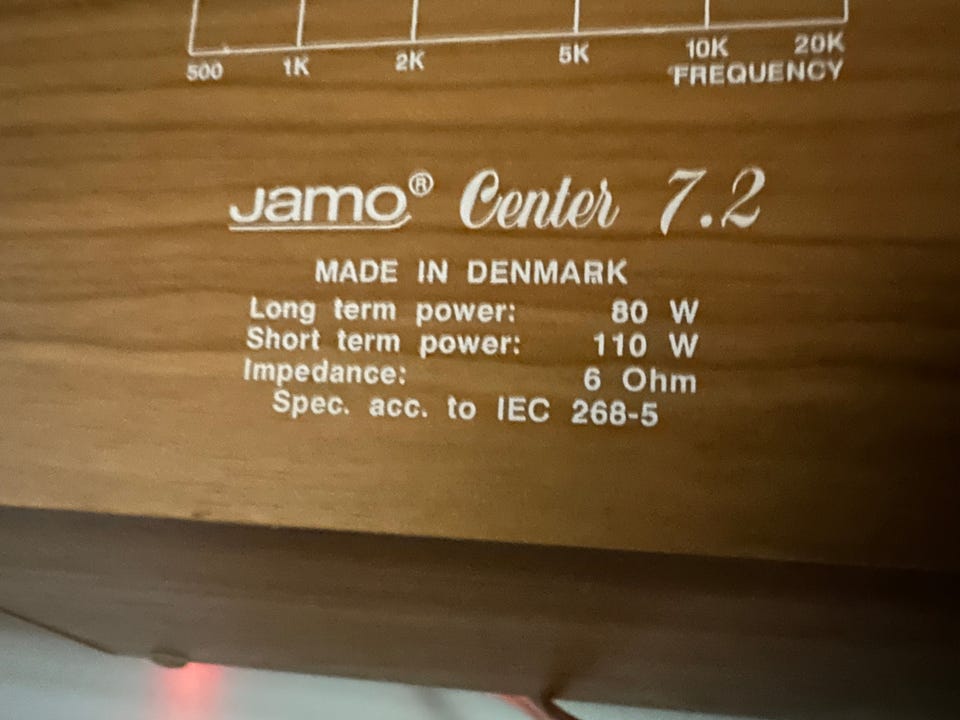 500 1K 2K 5K 10K 20K
FREQUENCY
Jamo® Center 7.2
MADE IN DENMARK
Long term power: 80 W
Short term power: 110 W
Impedance: 6 Ohm
Spec. acc. to IEC 268-5